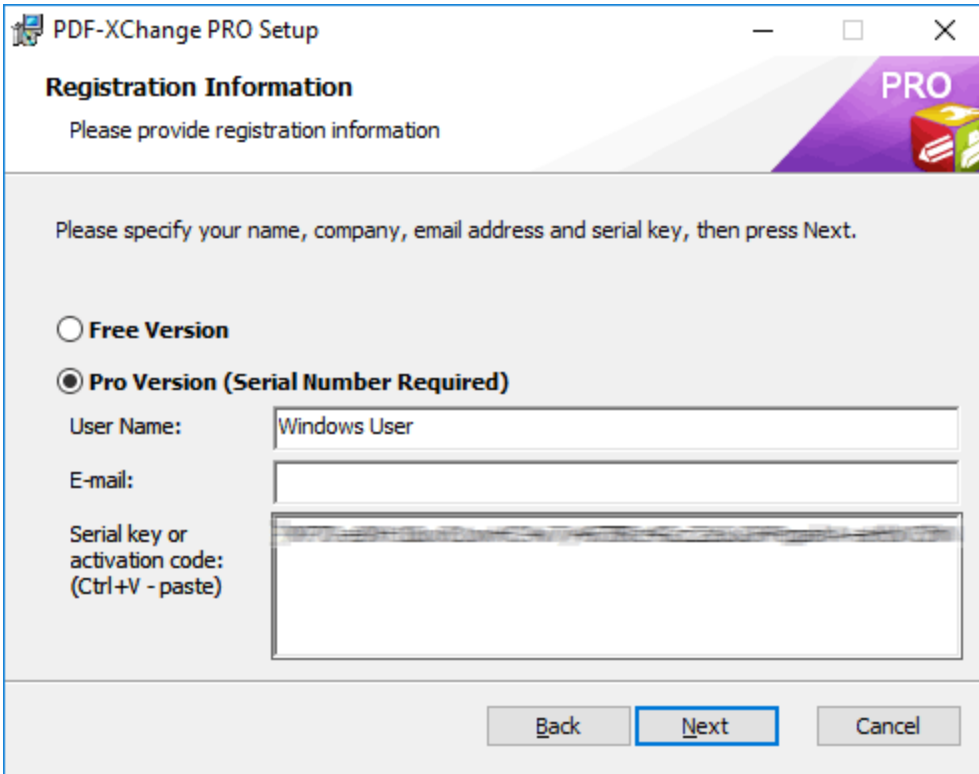 PDF-XChange PRO Setup
Registration Information
PRO
Please provide registration information
Please specify your name, company, email address and serial key, then press Next.
Free Version
Pro Version (Serial Number Required)
User Name:
Windows User
E-mail:
Serial key or
activation code:
(Ctrl+V - paste)
Back
Next
Cancel